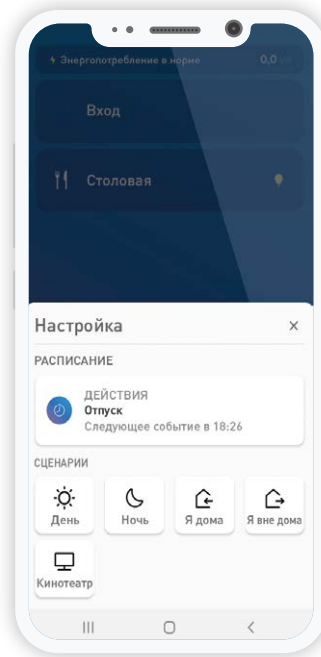 Энергопотребление в норме 0,0
Вход
Столовая
Настройка
РАСПИСАНИЕ
ДЕЙСТВИЯ
Отпуск
Следующее событие в 18:26
СЦЕНАРИИ
День Ночь Я дома Я вне дома
Кинотеатр